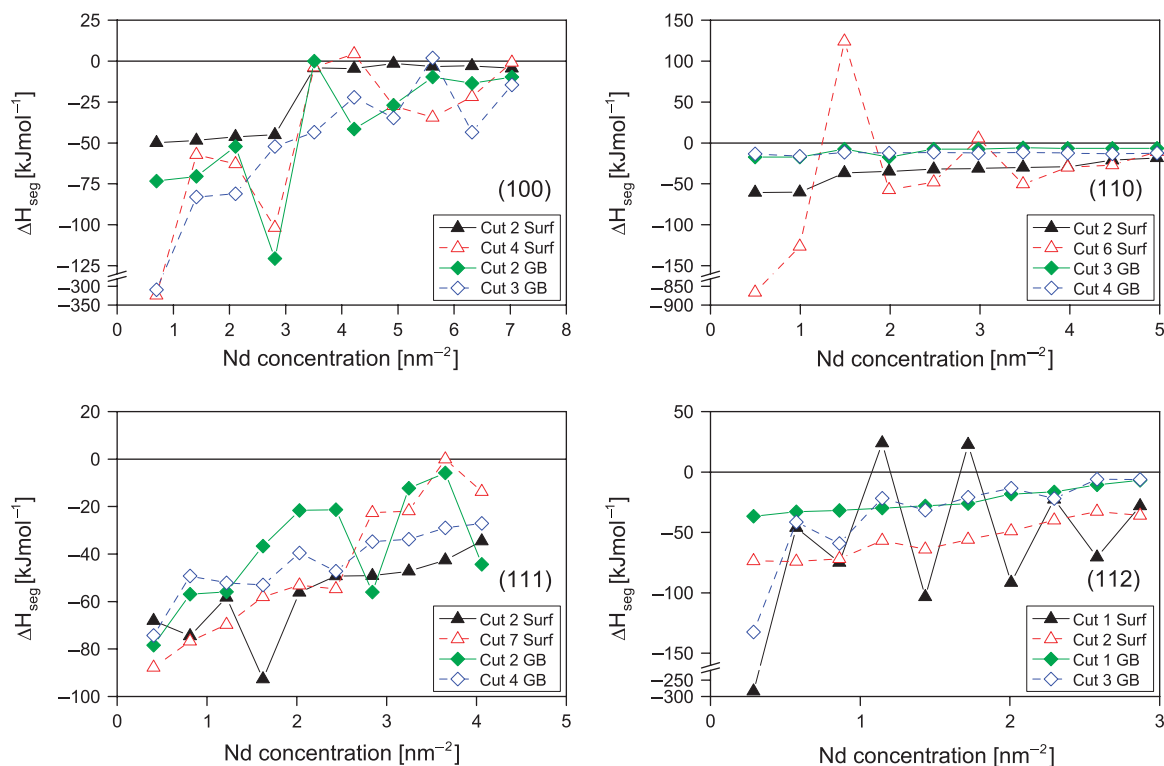 25
0
−25
−50
−75
−100
−125
−300
−350
ΔH_seg [kJmol⁻¹]
(100)
Cut 2 Surf
Cut 4 Surf
Cut 2 GB
Cut 3 GB
0 1 2 3 4 5 6 7 8
Nd concentration [nm⁻²]
150
100
50
0
−50
−100
−150
−850
−900
ΔH_seg [kJmol⁻¹]
(110)
Cut 2 Surf
Cut 6 Surf
Cut 3 GB
Cut 4 GB
0 1 2 3 4 5
Nd concentration [nm⁻²]
20
0
−20
−40
−60
−80
−100
ΔH_seg [kJmol⁻¹]
(111)
Cut 2 Surf
Cut 7 Surf
Cut 2 GB
Cut 4 GB
0 1 2 3 4 5
Nd concentration [nm⁻²]
50
0
−50
−100
−150
−250
−300
ΔH_seg [kJmol⁻¹]
(112)
Cut 1 Surf
Cut 2 Surf
Cut 1 GB
Cut 3 GB
0 1 2 3
Nd concentration [nm⁻²]